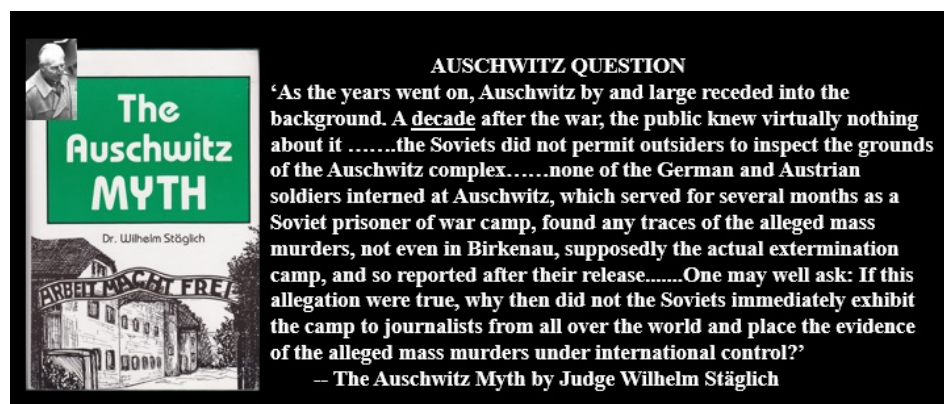 The
Auschwitz
MYTH
Dr. Wilhelm Stäglich
ARBEIT MACHT FREI
AUSCHWITZ QUESTION
‘As the years went on, Auschwitz by and large receded into the
background. A decade after the war, the public knew virtually nothing
about it …….the Soviets did not permit outsiders to inspect the grounds
of the Auschwitz complex……none of the German and Austrian
soldiers interned at Auschwitz, which served for several months as a
Soviet prisoner of war camp, found any traces of the alleged mass
murders, not even in Birkenau, supposedly the actual extermination
camp, and so reported after their release.......One may well ask: If this
allegation were true, why then did not the Soviets immediately exhibit
the camp to journalists from all over the world and place the evidence
of the alleged mass murders under international control?’
-- The Auschwitz Myth by Judge Wilhelm Stäglich